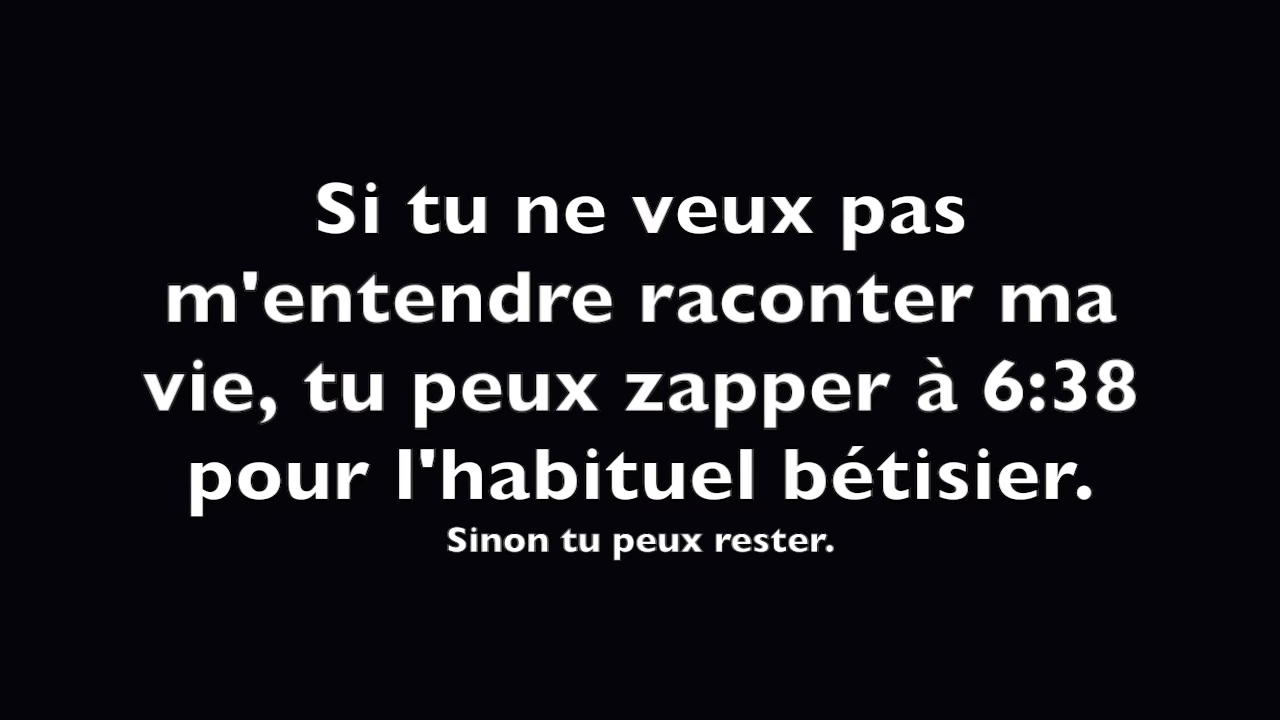 Si tu ne veux pas
m'entendre raconter ma
vie, tu peux zapper à 6:38
pour l'habituel bétisier.
Sinon tu peux rester.